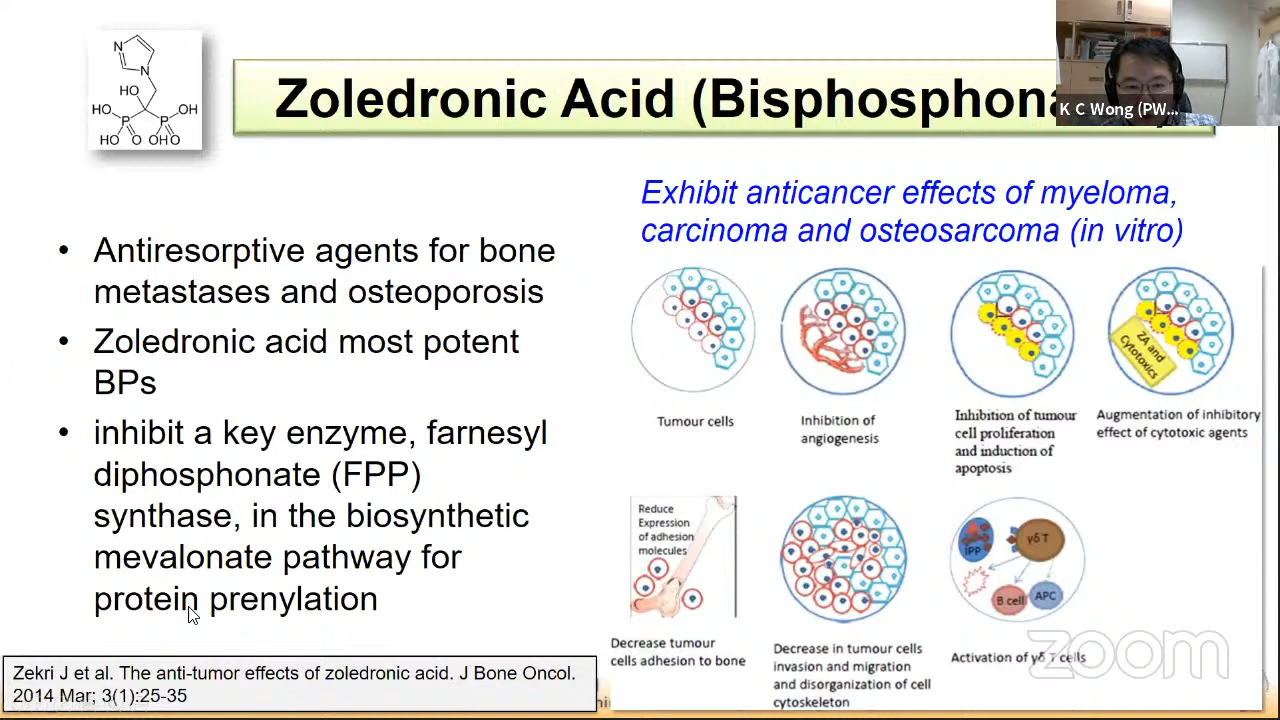 N
N
HO
HO
OH
P
P
HO
O
OH
O
Zoledronic Acid (Bisphospho
K C Wong (PW...
Exhibit anticancer effects of myeloma,
carcinoma and osteosarcoma (in vitro)
• Antiresorptive agents for bone
metastases and osteoporosis
• Zoledronic acid most potent
BPs
• inhibit a key enzyme, farnesyl
diphosphonate (FPP)
synthase, in the biosynthetic
mevalonate pathway for
protein prenylation
ZA and
Cytotoxics
Tumour cells
Inhibition of
angiogenesis
Inhibition of tumour
cell proliferation
and induction of
apoptosis
Augmentation of inhibitory
effect of cytotoxic agents
Reduce
Expression
of adhesion
molecules
IPP
γδ T
B cell
APC
Decrease tumour
cells adhesion to bone
Decrease in tumour cells
invasion and migration
and disorganization of cell
cytoskeleton
Activation of γδ T cells
zoom
Zekri J et al. The anti-tumor effects of zoledronic acid. J Bone Oncol.
2014 Mar; 3(1):25-35